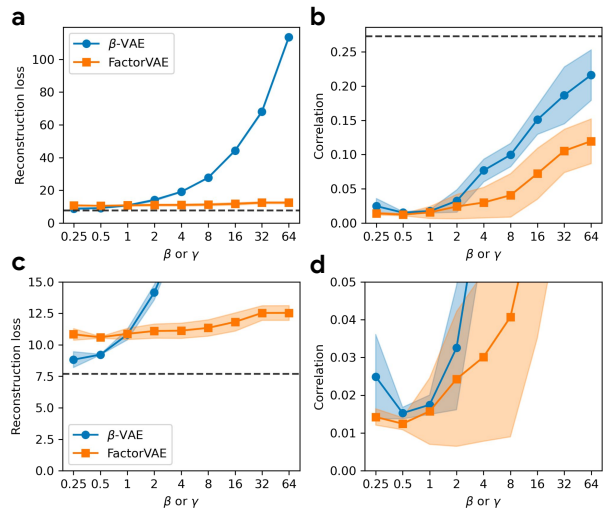 a
Reconstruction loss
100
80
60
40
20
0
β-VAE
FactorVAE
0.25 0.5 1 2 4 8 16 32 64
β or γ
b
Correlation
0.25
0.20
0.15
0.10
0.05
0.00
0.25 0.5 1 2 4 8 16 32 64
β or γ
c
Reconstruction loss
15.0
12.5
10.0
7.5
5.0
2.5
0.0
β-VAE
FactorVAE
0.25 0.5 1 2 4 8 16 32 64
β or γ
d
Correlation
0.05
0.04
0.03
0.02
0.01
0.00
0.25 0.5 1 2 4 8 16 32 64
β or γ